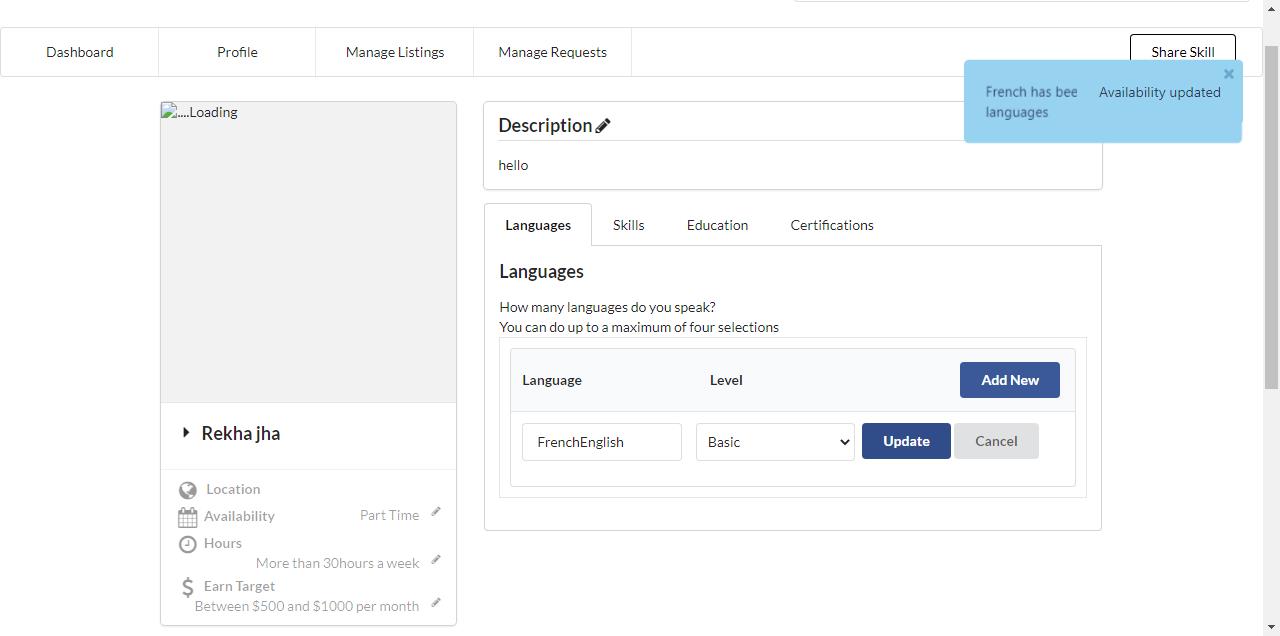 Dashboard Profile Manage Listings Manage Requests Share Skill
×
French has bee Availability updated
languages
....Loading
Description
hello
Languages Skills Education Certifications
Languages
How many languages do you speak?
You can do up to a maximum of four selections
Language Level Add New
FrenchEnglish Basic Update Cancel
Rekha jha
Location
Availability Part Time
Hours
More than 30hours a week
Earn Target
Between $500 and $1000 per month